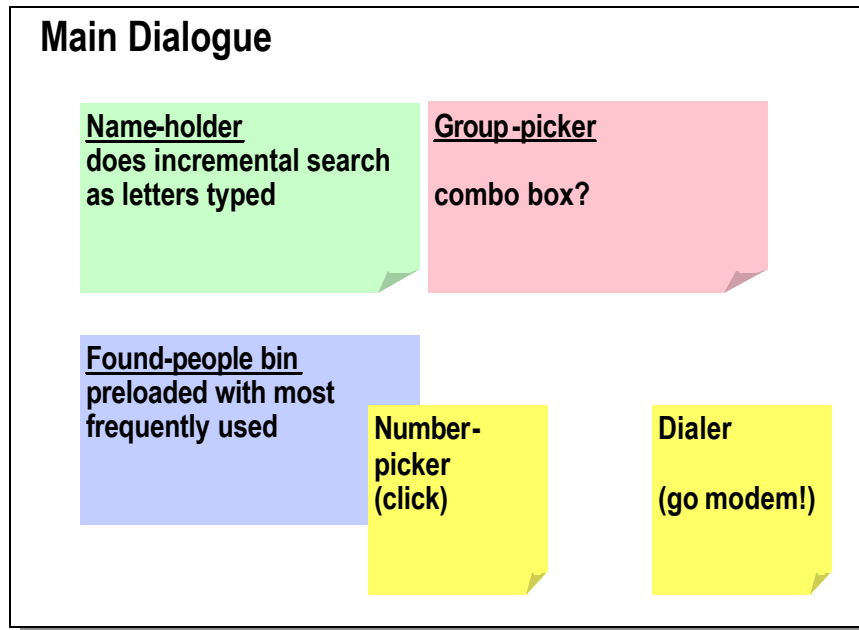 Main Dialogue
Name-holder
does incremental search
as letters typed
Group-picker
combo box?
Found-people bin
preloaded with most
frequently used
Number-
picker
(click)
Dialer
(go modem!)